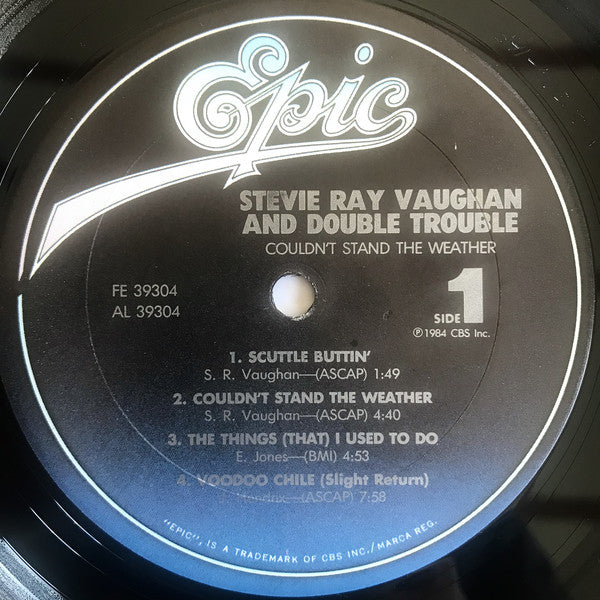 Epic
STEVIE RAY VAUGHAN
AND DOUBLE TROUBLE
COULDN'T STAND THE WEATHER
FE 39304
AL 39304
SIDE 1
Ⓟ1984 CBS Inc.
1. SCUTTLE BUTTIN'
S. R. Vaughan—(ASCAP) 1:49
2. COULDN'T STAND THE WEATHER
S. R. Vaughan—(ASCAP) 4:40
3. THE THINGS (THAT) I USED TO DO
E. Jones—(BMI) 4:53
4. VOODOO CHILE (Slight Return)
J. Hendrix—(ASCAP) 7:58
"EPIC", IS A TRADEMARK OF CBS INC./MARCA REG.